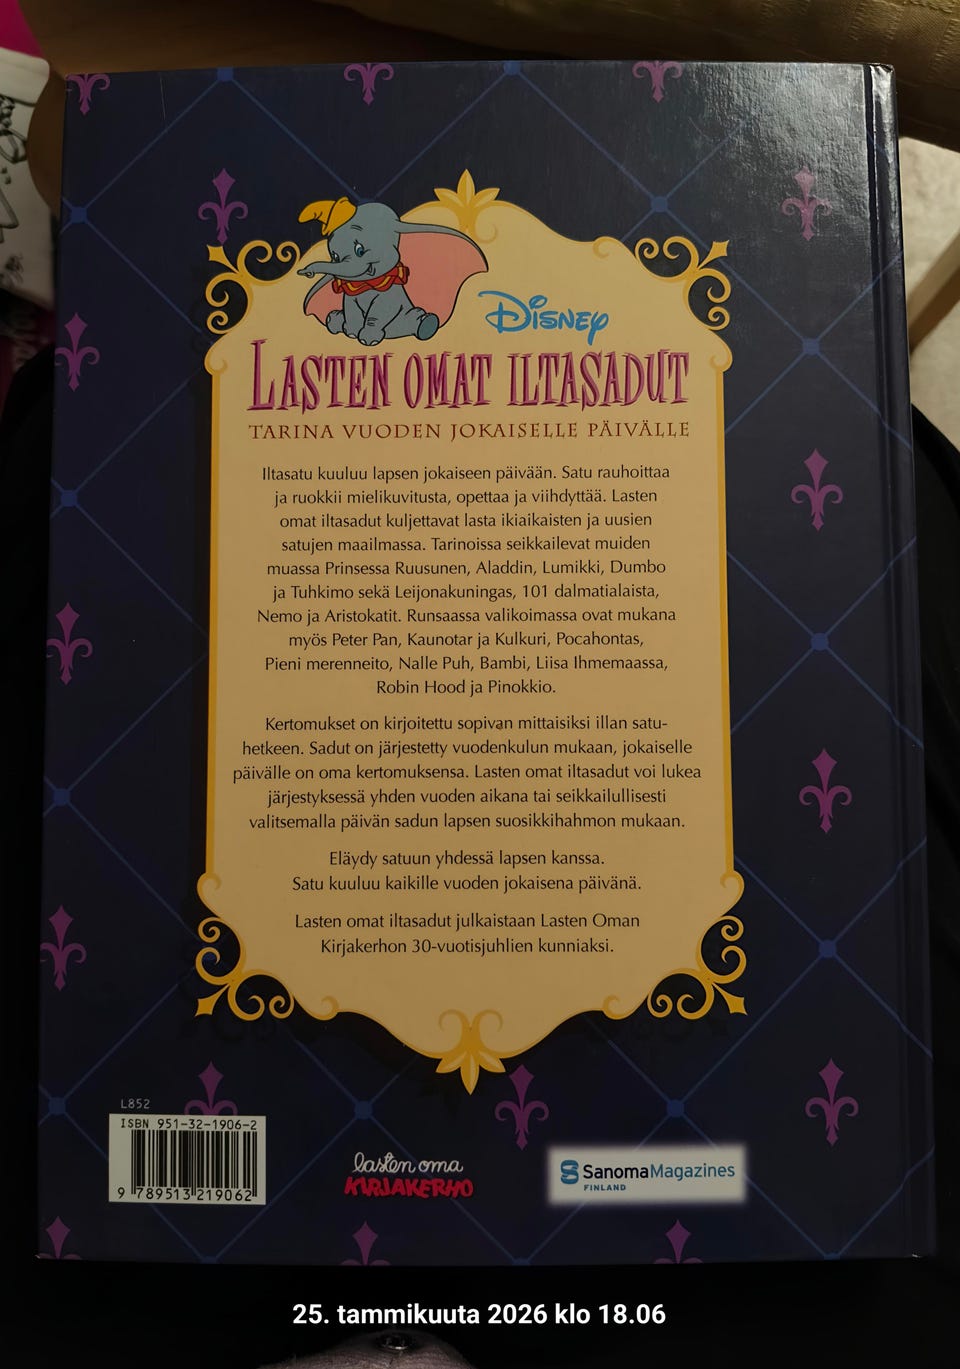 Disney
LASTEN OMAT ILTASADUT
TARINA VUODEN JOKAISELLE PÄIVÄLLE
Iltasatu kuuluu lapsen jokaiseen päivään. Satu rauhoittaa
ja ruokkii mielikuvitusta, opettaa ja viihdyttää. Lasten
omat iltasadut kuljettavat lasta ikiaikaisten ja uusien
satujen maailmassa. Tarinoissa seikkailevat muiden
muassa Prinsessa Ruusunen, Aladdin, Lumikki, Dumbo
ja Tuhkimo sekä Leijonakuningas, 101 dalmatialaista,
Nemo ja Aristokatit. Runsaassa valikoimassa ovat mukana
myös Peter Pan, Kaunotar ja Kulkuri, Pocahontas,
Pieni merenneito, Nalle Puh, Bambi, Liisa Ihmemaassa,
Robin Hood ja Pinokkio.
Kertomukset on kirjoitettu sopivan mittaisiksi illan satu-
hetkeen. Sadut on järjestetty vuodenkulun mukaan, jokaiselle
päivälle on oma kertomuksensa. Lasten omat iltasadut voi lukea
järjestyksessä yhden vuoden aikana tai seikkailullisesti
valitsemalla päivän sadun lapsen suosikkihahmon mukaan.
Eläydy satuun yhdessä lapsen kanssa.
Satu kuuluu kaikille vuoden jokaisena päivänä.
Lasten omat iltasadut julkaistaan Lasten Oman
Kirjakerhon 30-vuotisjuhlien kunniaksi.
L852
ISBN 951-32-1906-2
9 789513 219062
lasten oma
KIRJAKERHO
SanomaMagazines
FINLAND
25. tammikuuta 2026 klo 18.06